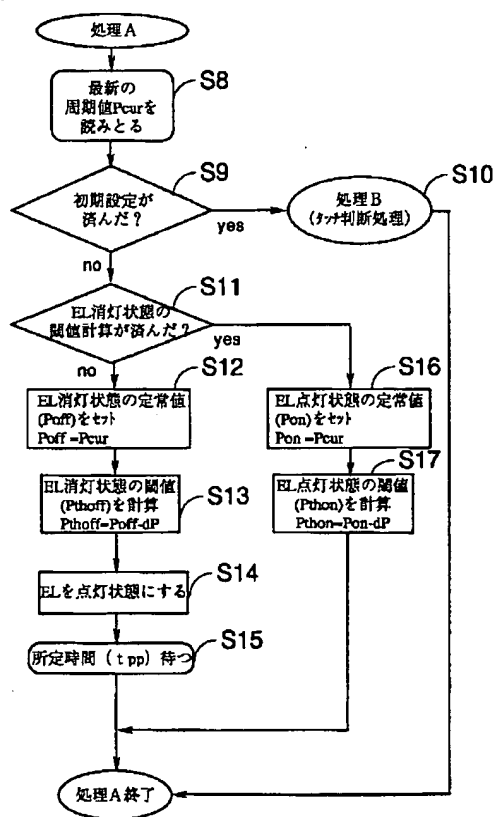 処理A
S8
最新の
周期値Pcurを
読みとる
S9
初期設定が
済んだ?
yes
S10
処理B
(タッチ判断処理)
no
S11
EL消灯状態の
閾値計算が済んだ?
yes
no
S12
EL消灯状態の定常値
(Poff)をセット
Poff =Pcur
S16
EL点灯状態の定常値
(Pon)をセット
Pon =Pcur
S13
EL消灯状態の閾値
(Pthoff)を計算
Pthoff=Poff-dP
S17
EL点灯状態の閾値
(Pthon)を計算
Pthon=Pon-dP
S14
ELを点灯状態にする
S15
所定時間(tpp)待つ
処理A終了